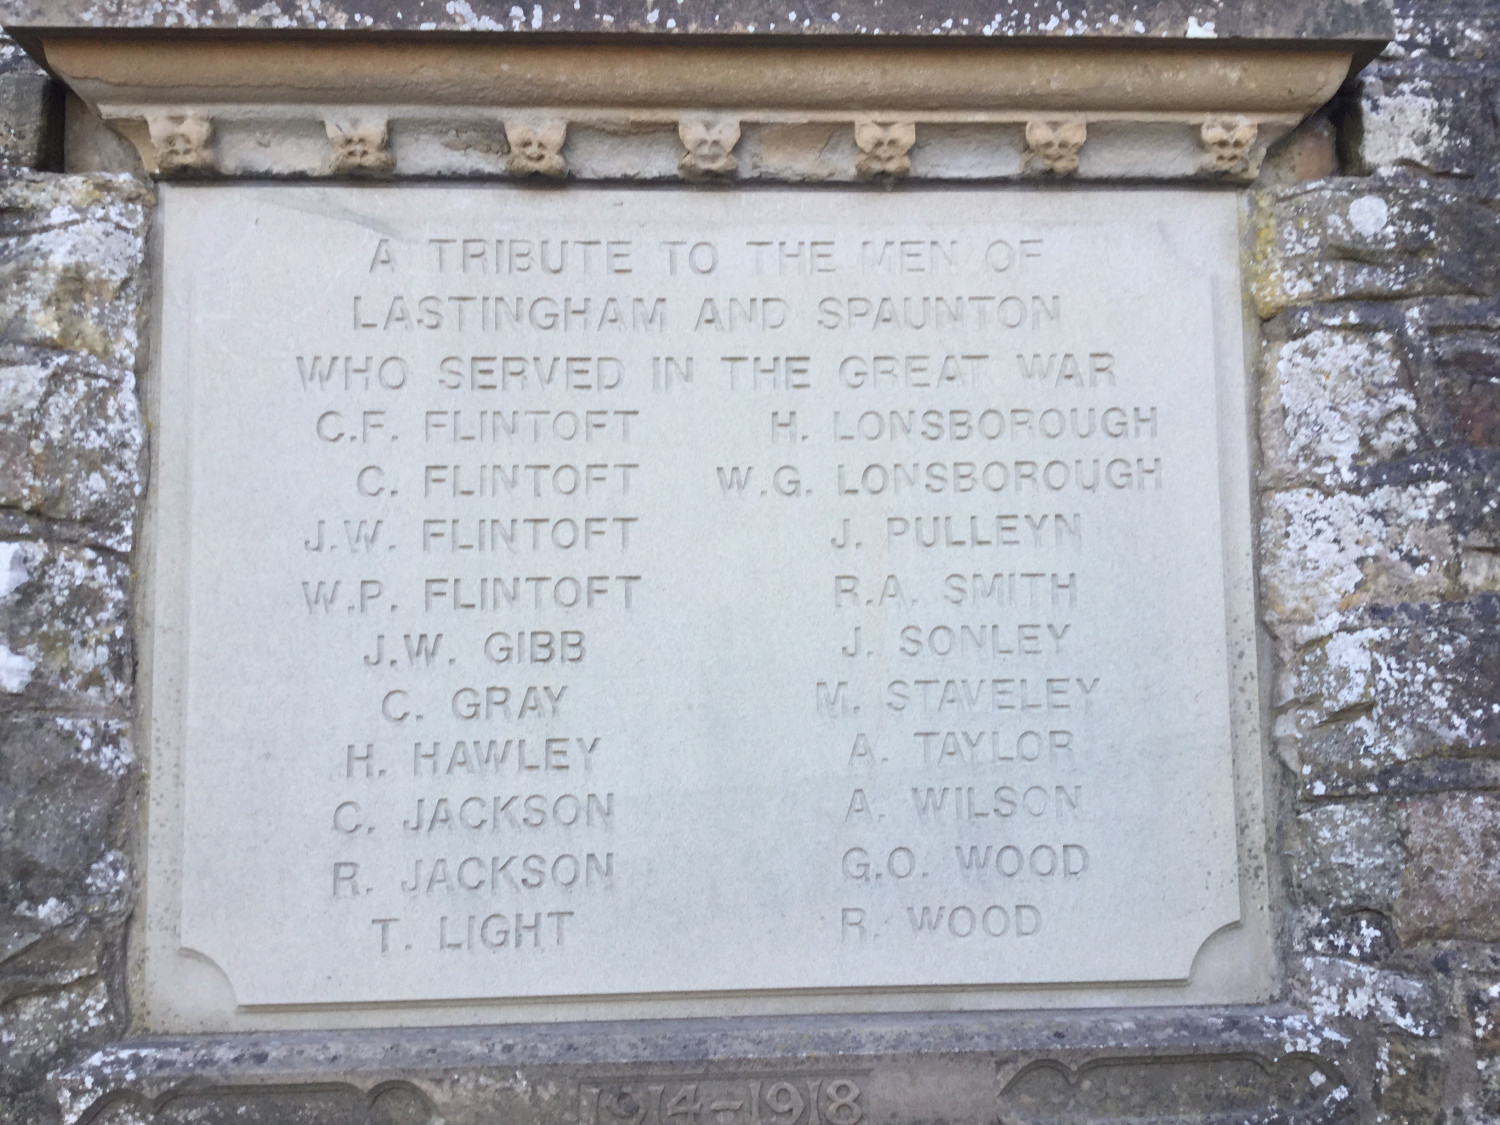 A TRIBUTE TO THE MEN OF
LASTINGHAM AND SPAUNTON
WHO SERVED IN THE GREAT WAR
C.F. FLINTOFT
C. FLINTOFT
J.W. FLINTOFT
W.P. FLINTOFT
J.W. GIBB
C. GRAY
H. HAWLEY
C. JACKSON
R. JACKSON
T. LIGHT
H. LONSBOROUGH
W.G. LONSBOROUGH
J. PULLEYN
R.A. SMITH
J. SONLEY
M. STAVELEY
A. TAYLOR
A. WILSON
G.O. WOOD
R. WOOD
1914-1918